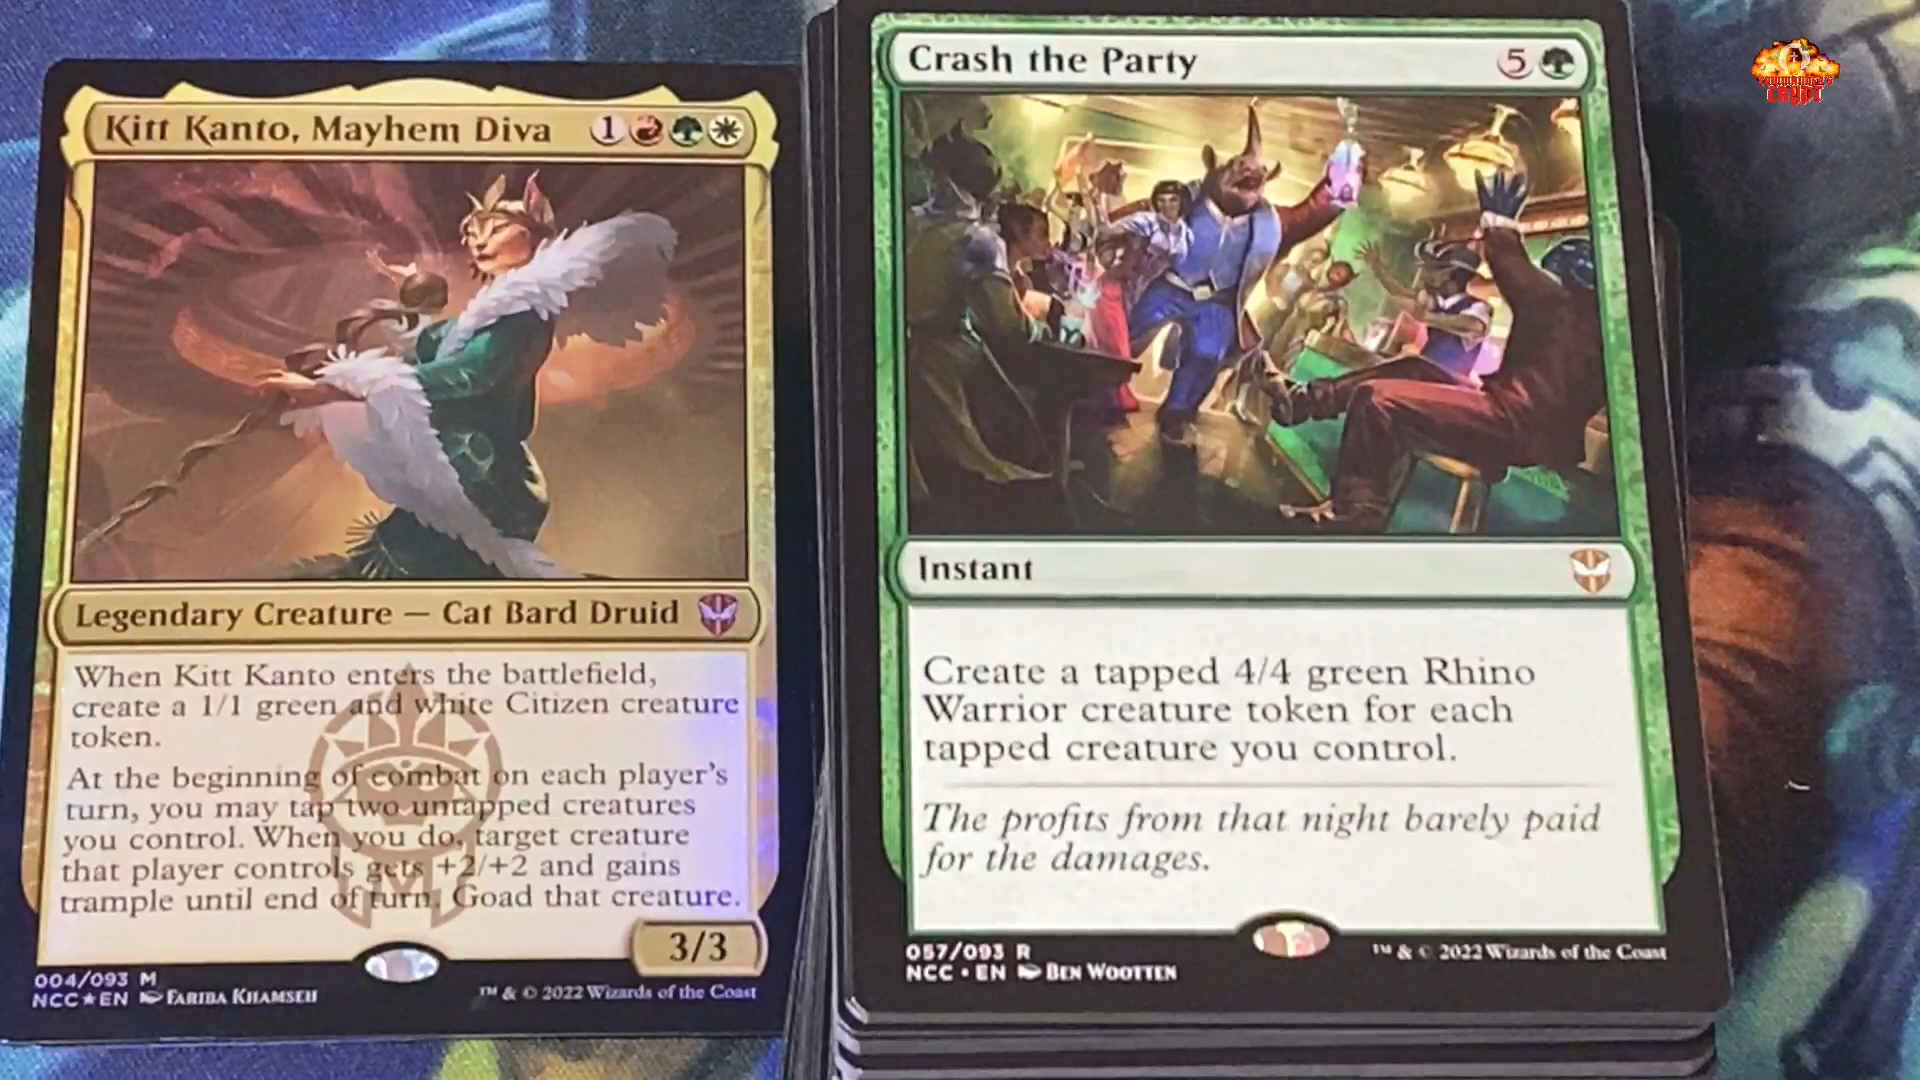 Kitt Kanto, Mayhem Diva 1
Legendary Creature — Cat Bard Druid
When Kitt Kanto enters the battlefield,
create a 1/1 green and white Citizen creature
token.
At the beginning of combat on each player's
turn, you may tap two untapped creatures
you control. When you do, target creature
that player controls gets +2/+2 and gains
trample until end of turn. Goad that creature.
3/3
004/093 M
NCC★EN Fariba Khamseh
™ & © 2022 Wizards of the Coast
Crash the Party 5
Instant
Create a tapped 4/4 green Rhino
Warrior creature token for each
tapped creature you control.
The profits from that night barely paid
for the damages.
057/093 R
NCC • EN Ben Wootten
™ & © 2022 Wizards of the Coast
CRYPT